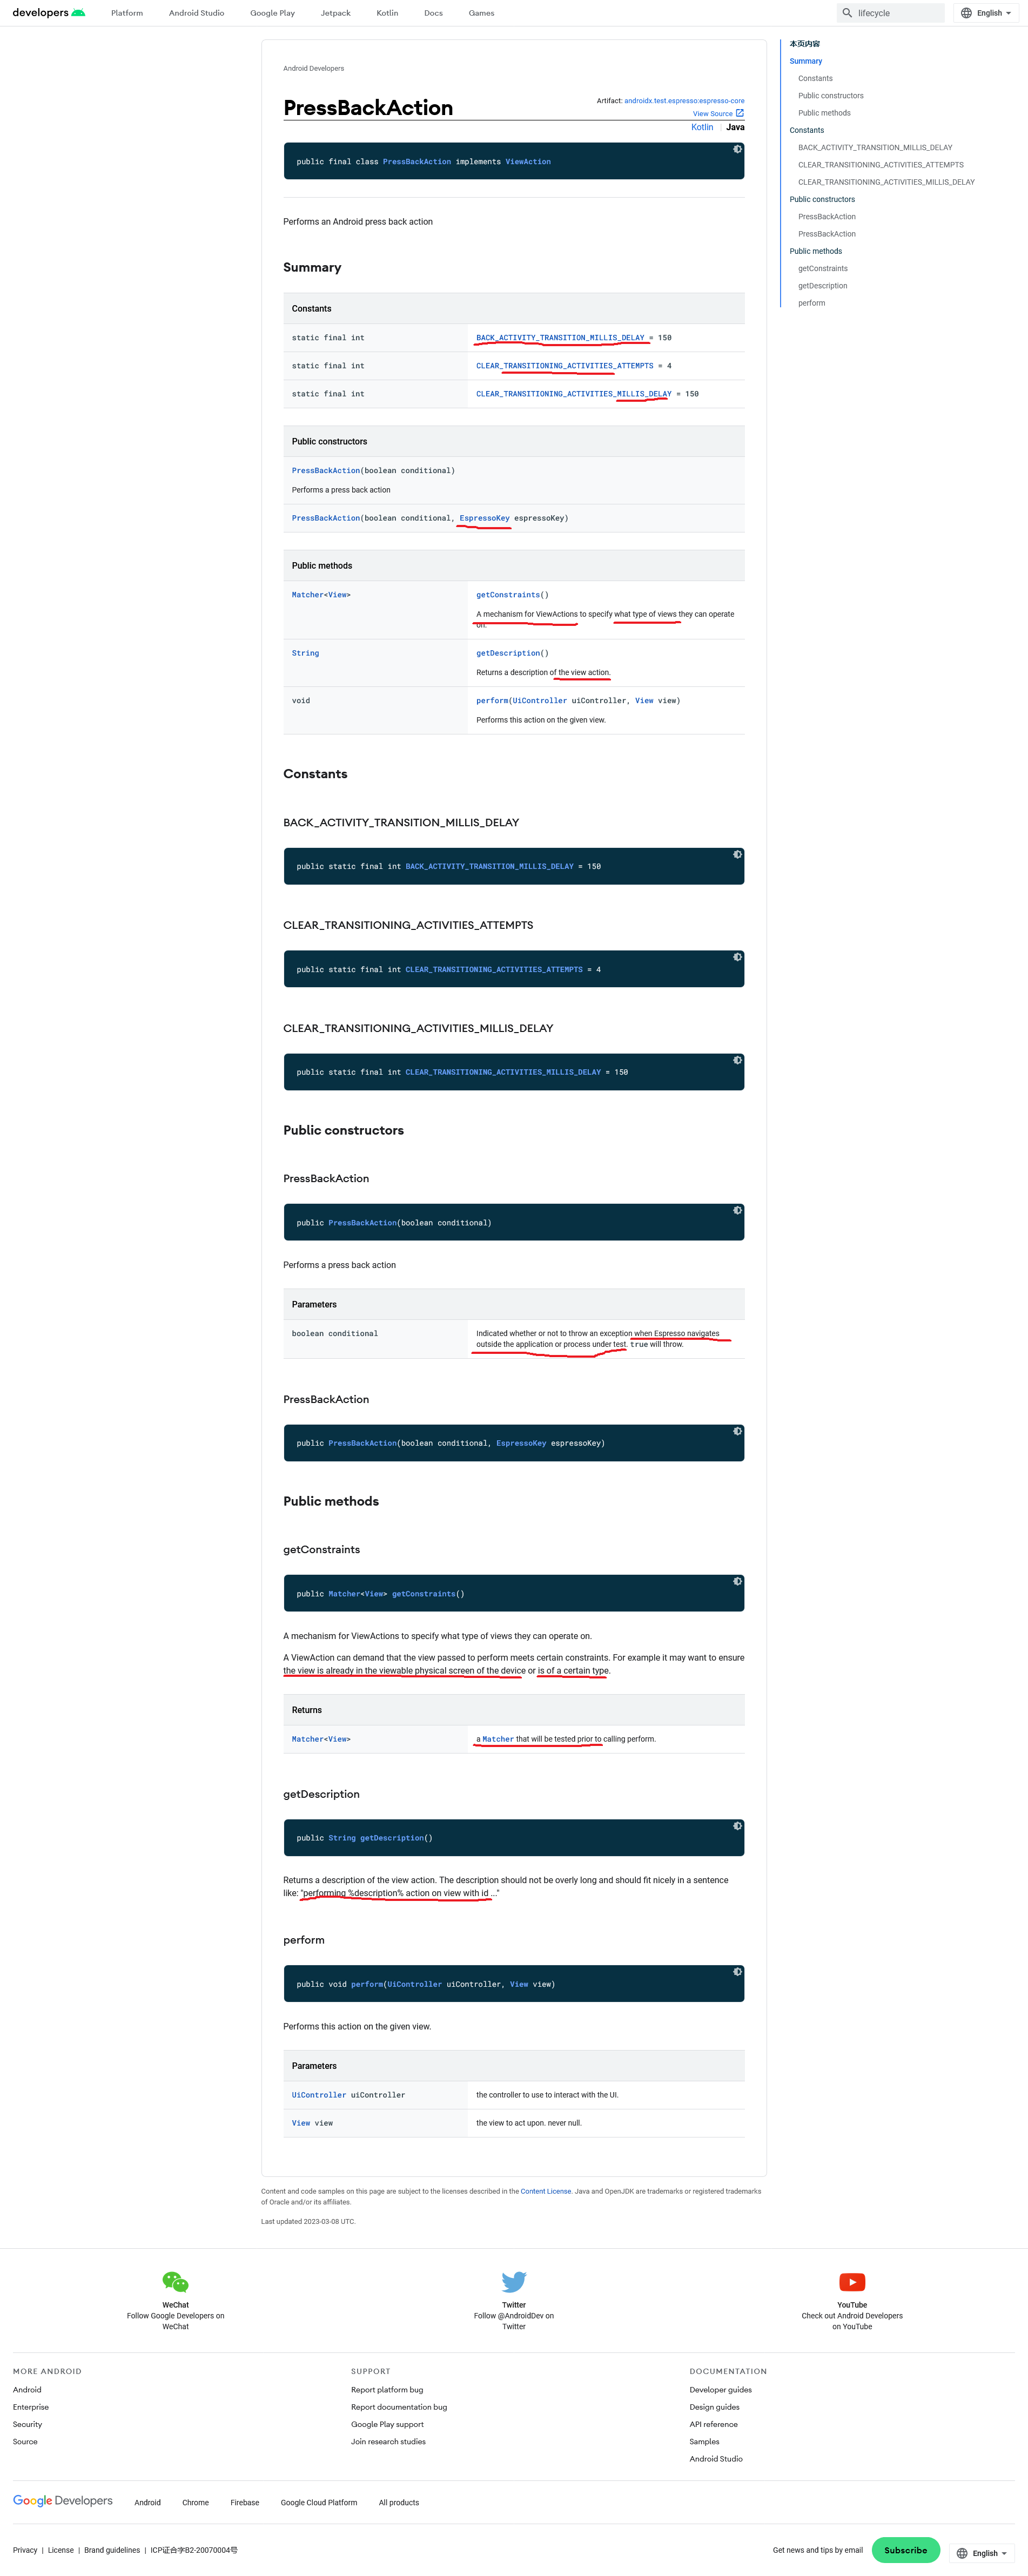 developers
Platform
Android Studio
Google Play
Jetpack
Kotlin
Docs
Games
lifecycle
English
Android Developers
PressBackAction
Artifact: androidx.test.espresso:espresso-core
View Source
Kotlin | Java
public final class PressBackAction implements ViewAction
Performs an Android press back action
Summary
Constants
static final int BACK_ACTIVITY_TRANSITION_MILLIS_DELAY = 150
static final int CLEAR_TRANSITIONING_ACTIVITIES_ATTEMPTS = 4
static final int CLEAR_TRANSITIONING_ACTIVITIES_MILLIS_DELAY = 150
Public constructors
PressBackAction(boolean conditional)
Performs a press back action
PressBackAction(boolean conditional, EspressoKey espressoKey)
Public methods
Matcher<View> getConstraints()
A mechanism for ViewActions to specify what type of views they can operate
on.
String getDescription()
Returns a description of the view action.
void perform(UiController uiController, View view)
Performs this action on the given view.
Constants
BACK_ACTIVITY_TRANSITION_MILLIS_DELAY
public static final int BACK_ACTIVITY_TRANSITION_MILLIS_DELAY = 150
CLEAR_TRANSITIONING_ACTIVITIES_ATTEMPTS
public static final int CLEAR_TRANSITIONING_ACTIVITIES_ATTEMPTS = 4
CLEAR_TRANSITIONING_ACTIVITIES_MILLIS_DELAY
public static final int CLEAR_TRANSITIONING_ACTIVITIES_MILLIS_DELAY = 150
Public constructors
PressBackAction
public PressBackAction(boolean conditional)
Performs a press back action
Parameters
boolean conditional
Indicated whether or not to throw an exception when Espresso navigates
outside the application or process under test. true will throw.
PressBackAction
public PressBackAction(boolean conditional, EspressoKey espressoKey)
Public methods
getConstraints
public Matcher<View> getConstraints()
A mechanism for ViewActions to specify what type of views they can operate on.
A ViewAction can demand that the view passed to perform meets certain constraints. For example it may want to ensure
the view is already in the viewable physical screen of the device or is of a certain type.
Returns
Matcher<View> a Matcher that will be tested prior to calling perform.
getDescription
public String getDescription()
Returns a description of the view action. The description should not be overly long and should fit nicely in a sentence
like: "performing %description% action on view with id ..."
perform
public void perform(UiController uiController, View view)
Performs this action on the given view.
Parameters
UiController uiController the controller to use to interact with the UI.
View view the view to act upon. never null.
本页内容
Summary
Constants
Public constructors
Public methods
Constants
BACK_ACTIVITY_TRANSITION_MILLIS_DELAY
CLEAR_TRANSITIONING_ACTIVITIES_ATTEMPTS
CLEAR_TRANSITIONING_ACTIVITIES_MILLIS_DELAY
Public constructors
PressBackAction
PressBackAction
Public methods
getConstraints
getDescription
perform
Content and code samples on this page are subject to the licenses described in the Content License. Java and OpenJDK are trademarks or registered trademarks
of Oracle and/or its affiliates.
Last updated 2023-03-08 UTC.
WeChat
Follow Google Developers on
WeChat
Twitter
Follow @AndroidDev on
Twitter
YouTube
Check out Android Developers
on YouTube
MORE ANDROID
Android
Enterprise
Security
Source
SUPPORT
Report platform bug
Report documentation bug
Google Play support
Join research studies
DOCUMENTATION
Developer guides
Design guides
API reference
Samples
Android Studio
Google Developers
Android
Chrome
Firebase
Google Cloud Platform
All products
Privacy | License | Brand guidelines | ICP证合字B2-20070004号
Get news and tips by email
Subscribe
English